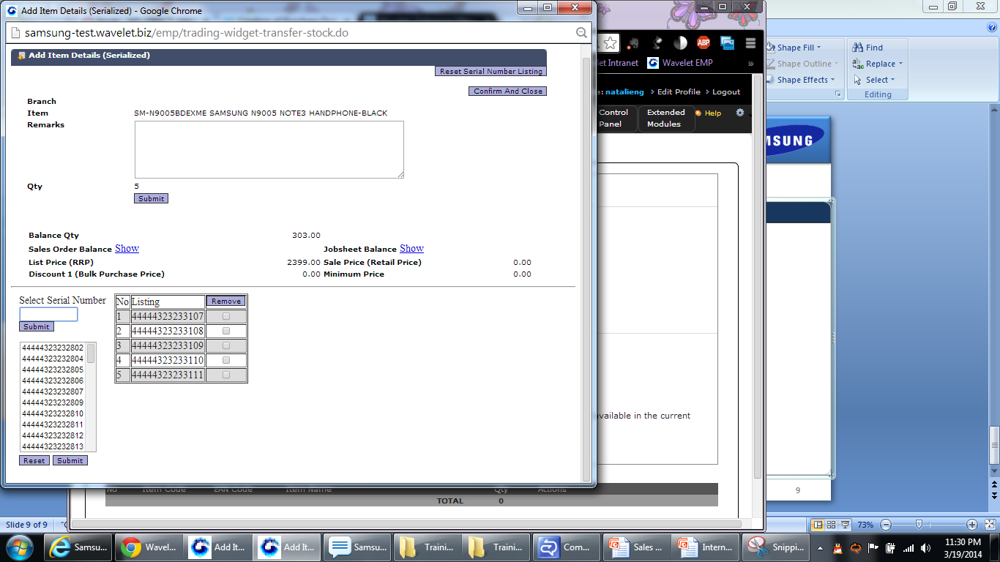 Add Item Details (Serialized) - Google Chrome
samsung-test.wavelet.biz/emp/trading-widget-transfer-stock.do
Add Item Details (Serialized)
Reset Serial Number Listing
Confirm And Close
Branch
Item SM-N9005BDEXME SAMSUNG N9005 NOTE3 HANDPHONE-BLACK
Remarks
Qty 5
Submit
Balance Qty 303.00
Sales Order Balance Show Jobsheet Balance Show
List Price (RRP) 2399.00 Sale Price (Retail Price) 0.00
Discount 1 (Bulk Purchase Price) 0.00 Minimum Price 0.00
Select Serial Number
Submit
44444323232802
44444323232804
44444323232805
44444323232806
44444323232807
44444323232809
44444323232810
44444323232811
44444323232812
44444323232813
Reset Submit
No Listing Remove
1 44444323233107
2 44444323233108
3 44444323233109
4 44444323233110
5 44444323233111
ABP
let Intranet Wavelet EMP »
e: natalieng Edit Profile Logout
Control Panel
Extended Modules
Help
vailable in the current
No Item Code EAN Code Item Name Qty Actions
TOTAL 0
Shape Fill
Shape Outline
Shape Effects
Find
Replace
Select
Editing
MSUNG
9
Slide 9 of 9
73%
Samsu...
Wavel...
Add It...
Add It...
Samsu...
Traini...
Traini...
Com...
Sales ...
Intern...
Snippi...
11:30 PM
3/19/2014